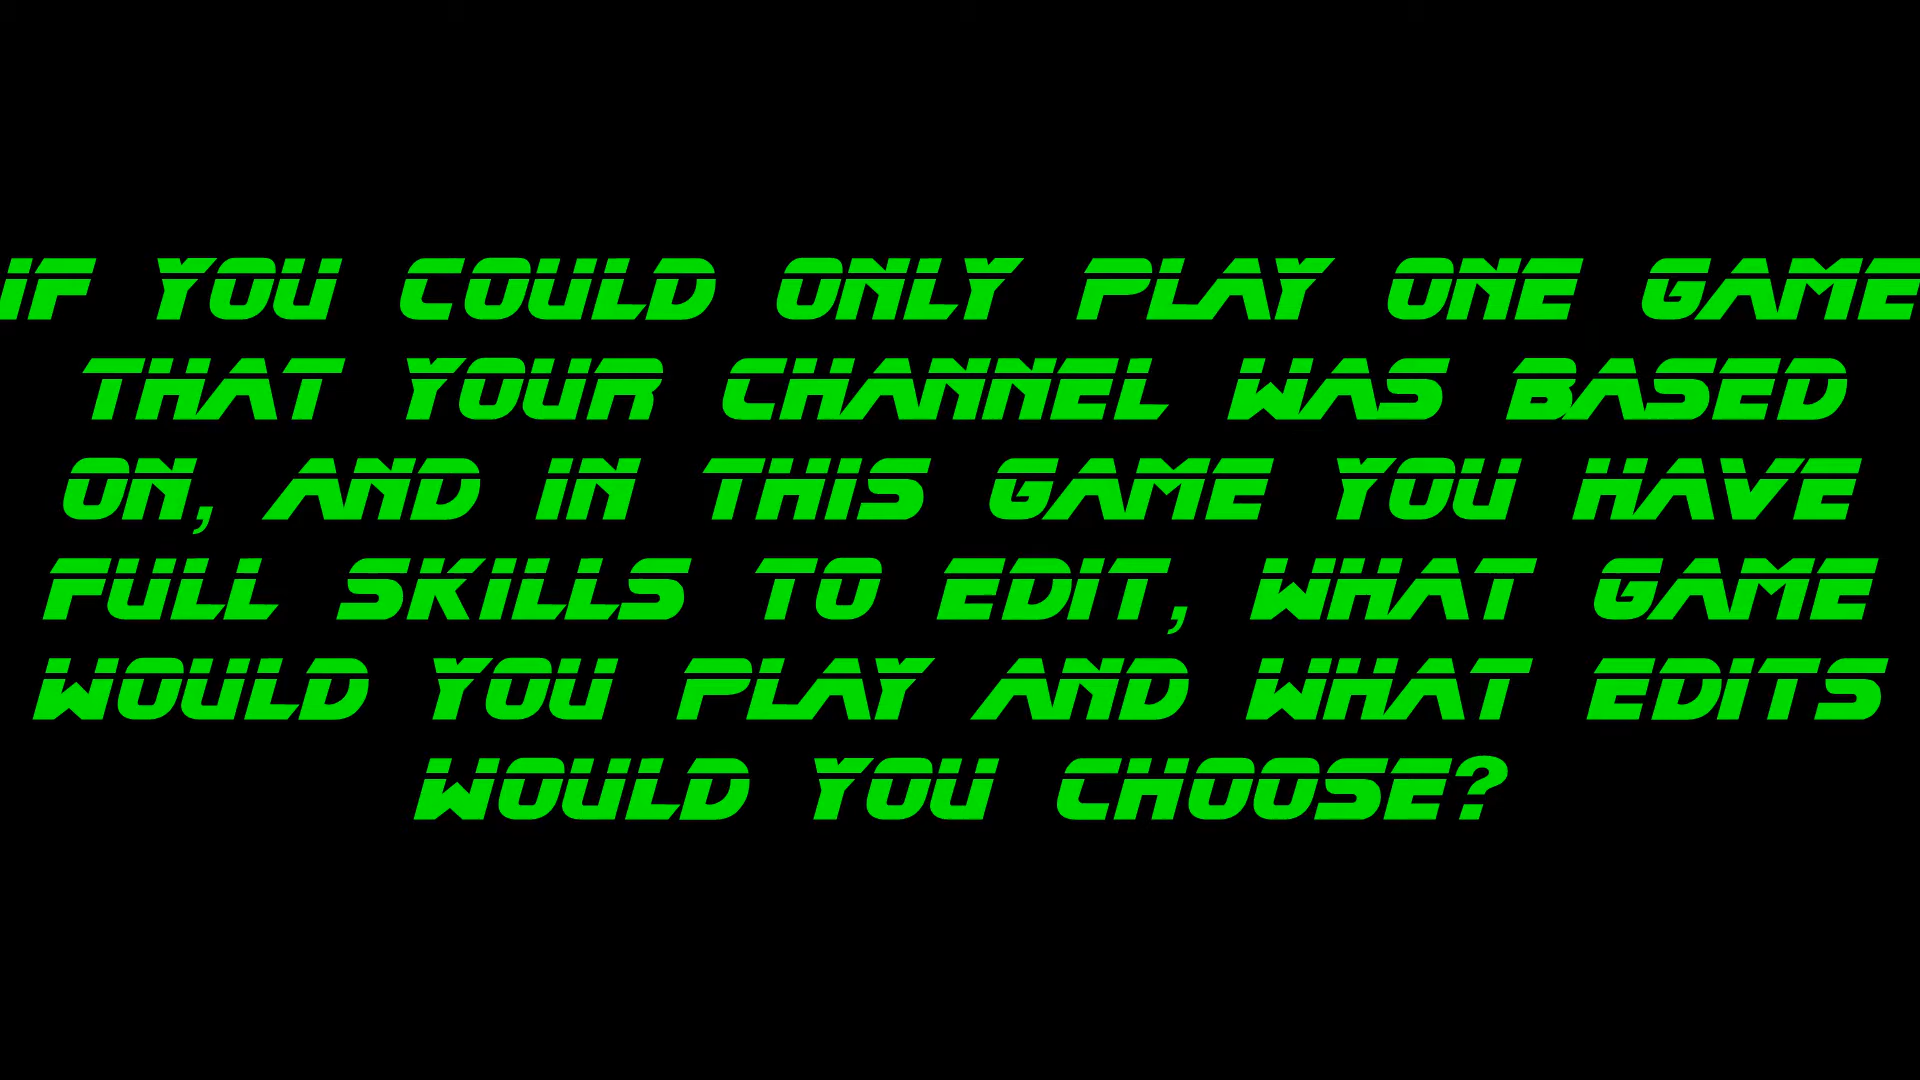 IF YOU COULD ONLY PLAY ONE GAME
THAT YOUR CHANNEL WAS BASED
ON, AND IN THIS GAME YOU HAVE
FULL SKILLS TO EDIT, WHAT GAME
WOULD YOU PLAY AND WHAT EDITS
WOULD YOU CHOOSE?